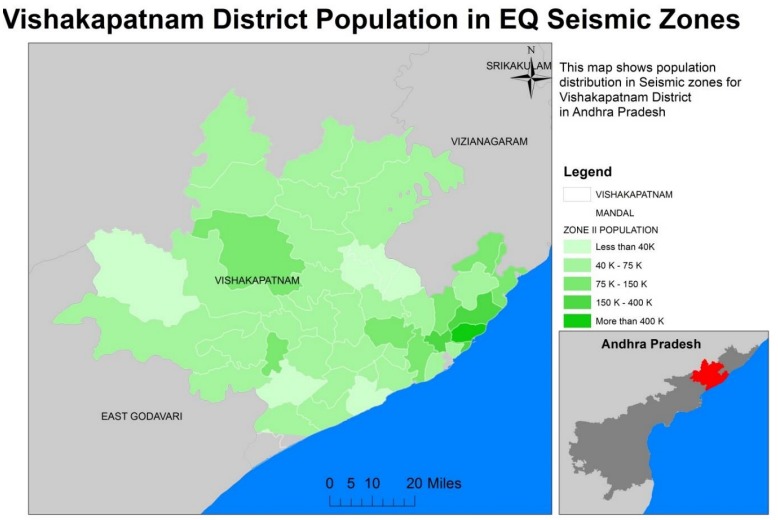 Vishakapatnam District Population in EQ Seismic Zones
N
SRIKAKULAM
VIZIANAGARAM
VISHAKAPATNAM
EAST GODAVARI
0 5 10 20 Miles
This map shows population
distribution in Seismic zones for
Vishakapatnam District
in Andhra Pradesh
Legend
VISHAKAPATNAM
MANDAL
ZONE II POPULATION
Less than 40K
40 K - 75 K
75 K - 150 K
150 K - 400 K
More than 400 K
Andhra Pradesh